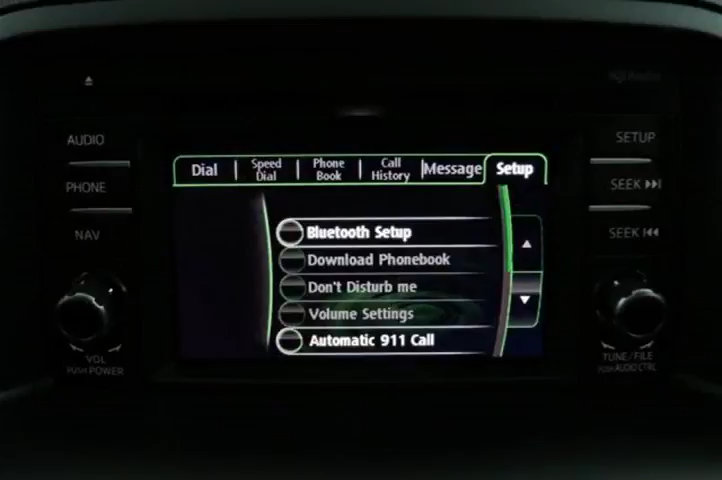 AUDIO
PHONE
NAV
VOL
PUSH POWER
Dial
Speed Dial
Phone Book
Call History
Message
Setup
Bluetooth Setup
Download Phonebook
Don't Disturb me
Volume Settings
Automatic 911 Call
SETUP
SEEK
SEEK
TUNE/FILE
PUSH AUDIO CTRL